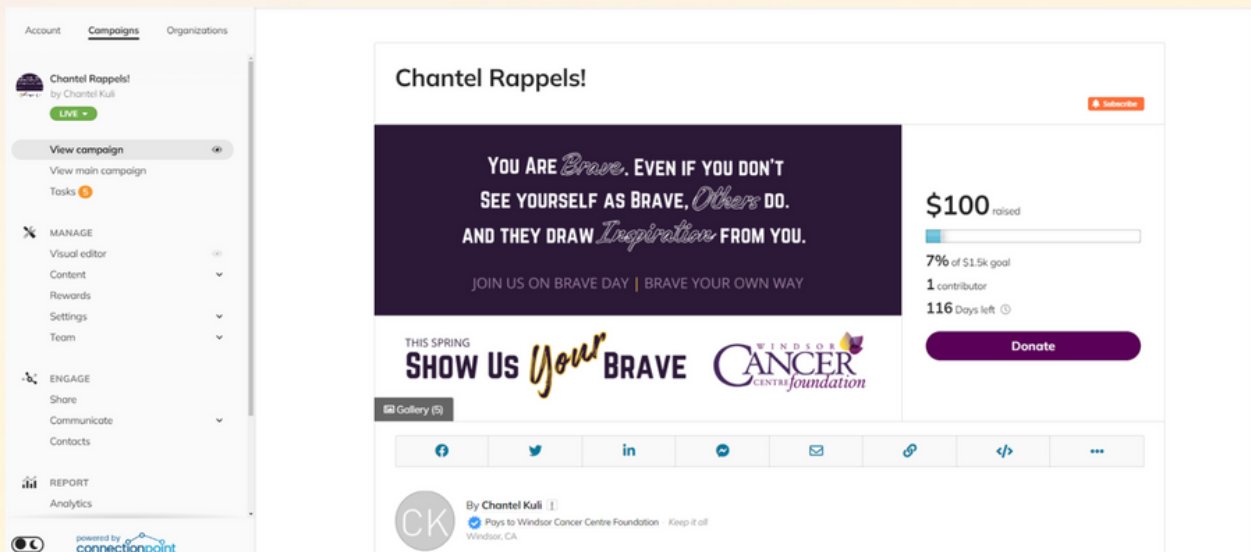 Account Campaigns Organizations
Chantel Rappels!
by Chantel Kuli
LIVE
View campaign
View main campaign
Tasks 5
MANAGE
Visual editor
Content
Rewards
Settings
Team
ENGAGE
Share
Communicate
Contacts
REPORT
Analytics
powered by
connectionpoint
Chantel Rappels!
Subscribe
YOU ARE Brave. EVEN IF YOU DON'T
SEE YOURSELF AS BRAVE, Others DO.
AND THEY DRAW Inspiration FROM YOU.
JOIN US ON BRAVE DAY | BRAVE YOUR OWN WAY
THIS SPRING
SHOW US Your BRAVE
WINDSOR
CANCER
CENTRE foundation
Gallery (5)
$100 raised
7% of $1.5k goal
1 contributor
116 Days left
Donate
CK
By Chantel Kuli
Pays to Windsor Cancer Centre Foundation · Keep it all
Windsor, CA